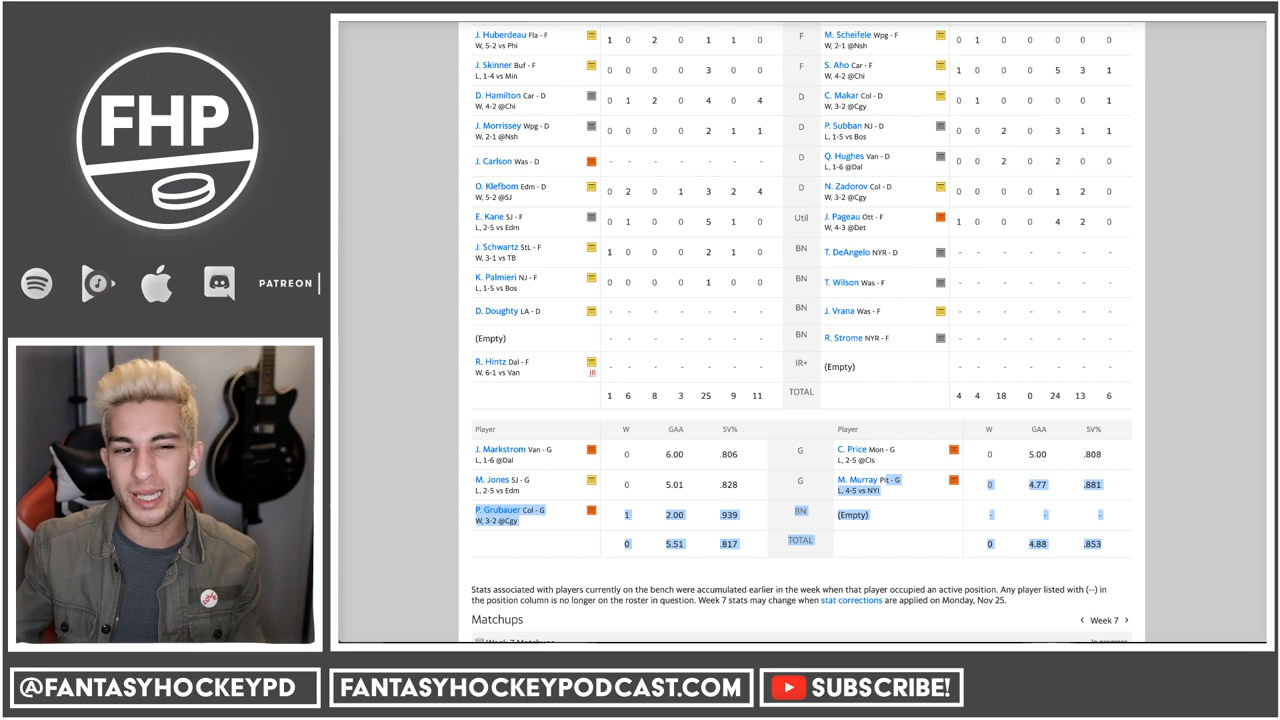 FHP
PATREON
@FANTASYHOCKEYPD
FANTASYHOCKEYPODCAST.COM
SUBSCRIBE!
J. Huberdeau Fla - F 1 0 2 0 1 1 0 F M. Scheifele Wpg - F 0 1 0 0 0 0 0
W, 5-2 vs Phi W, 2-1 @Nsh
J. Skinner Buf - F 0 0 0 0 3 0 0 F S. Aho Car - F 1 0 0 0 5 3 1
L, 1-4 vs Min W, 4-2 @Chi
D. Hamilton Car - D 0 1 2 0 4 0 4 D C. Makar Col - D 0 1 0 0 0 0 1
W, 4-2 @Chi W, 3-2 @Cgy
J. Morrissey Wpg - D 0 0 0 0 2 1 1 D P. Subban NJ - D 0 0 2 0 3 1 1
W, 2-1 @Nsh L, 1-5 vs Bos
J. Carlson Was - D - - - - - - - D Q. Hughes Van - D 0 0 2 0 2 0 0
L, 1-6 @Dal
O. Klefbom Edm - D 0 2 0 1 3 2 4 D N. Zadorov Col - D 0 0 0 0 1 2 0
W, 5-2 @SJ W, 3-2 @Cgy
E. Kane SJ - F 0 1 0 0 5 1 0 Util J. Pageau Ott - F 1 0 0 0 4 2 0
L, 2-5 vs Edm W, 4-3 @Det
J. Schwartz StL - F 1 0 0 0 2 1 0 BN T. DeAngelo NYR - D - - - - - - -
W, 3-1 vs TB
K. Palmieri NJ - F 0 0 0 0 1 0 0 BN T. Wilson Was - F - - - - - - -
L, 1-5 vs Bos
D. Doughty LA - D - - - - - - - BN J. Vrana Was - F - - - - - - -
(Empty) - - - - - - - BN R. Strome NYR - F - - - - - - -
R. Hintz Dal - F - - - - - - - IR+ (Empty) - - - - - - -
W, 6-1 vs Van IR
1 6 8 3 25 9 11 TOTAL 4 4 18 0 24 13 6
Player W GAA SV% Player W GAA SV%
J. Markstrom Van - G 0 6.00 .806 G C. Price Mon - G 0 5.00 .808
L, 1-6 @Dal L, 2-5 @Cls
M. Jones SJ - G 0 5.01 .828 G M. Murray Pit - G 0 4.77 .881
L, 2-5 vs Edm L, 4-5 vs NYI
P. Grubauer Col - G 1 2.00 .939 BN (Empty) - - -
W, 3-2 @Cgy
0 5.51 .817 TOTAL 0 4.88 .853
Stats associated with players currently on the bench were accumulated earlier in the week when that player occupied an active position. Any player listed with (--) in
the position column is no longer on the roster in question. Week 7 stats may change when stat corrections are applied on Monday, Nov 25.
Matchups < Week 7 >
Week 7 Matchups In progress